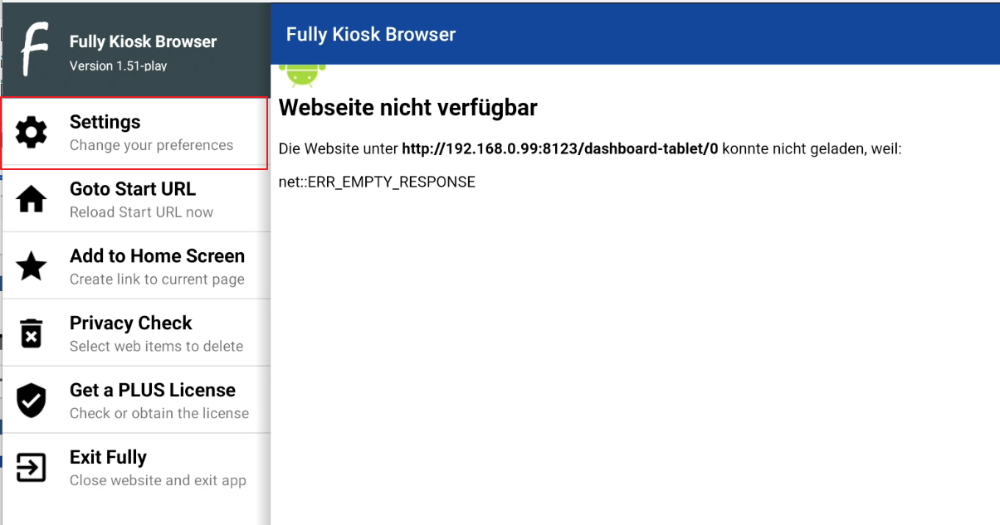 Fully Kiosk Browser
Version 1.51-play
Settings
Change your preferences
Goto Start URL
Reload Start URL now
Add to Home Screen
Create link to current page
Privacy Check
Select web items to delete
Get a PLUS License
Check or obtain the license
Exit Fully
Close website and exit app
Fully Kiosk Browser
Webseite nicht verfügbar
Die Website unter http://192.168.0.99:8123/dashboard-tablet/0 konnte nicht geladen, weil:
net::ERR_EMPTY_RESPONSE